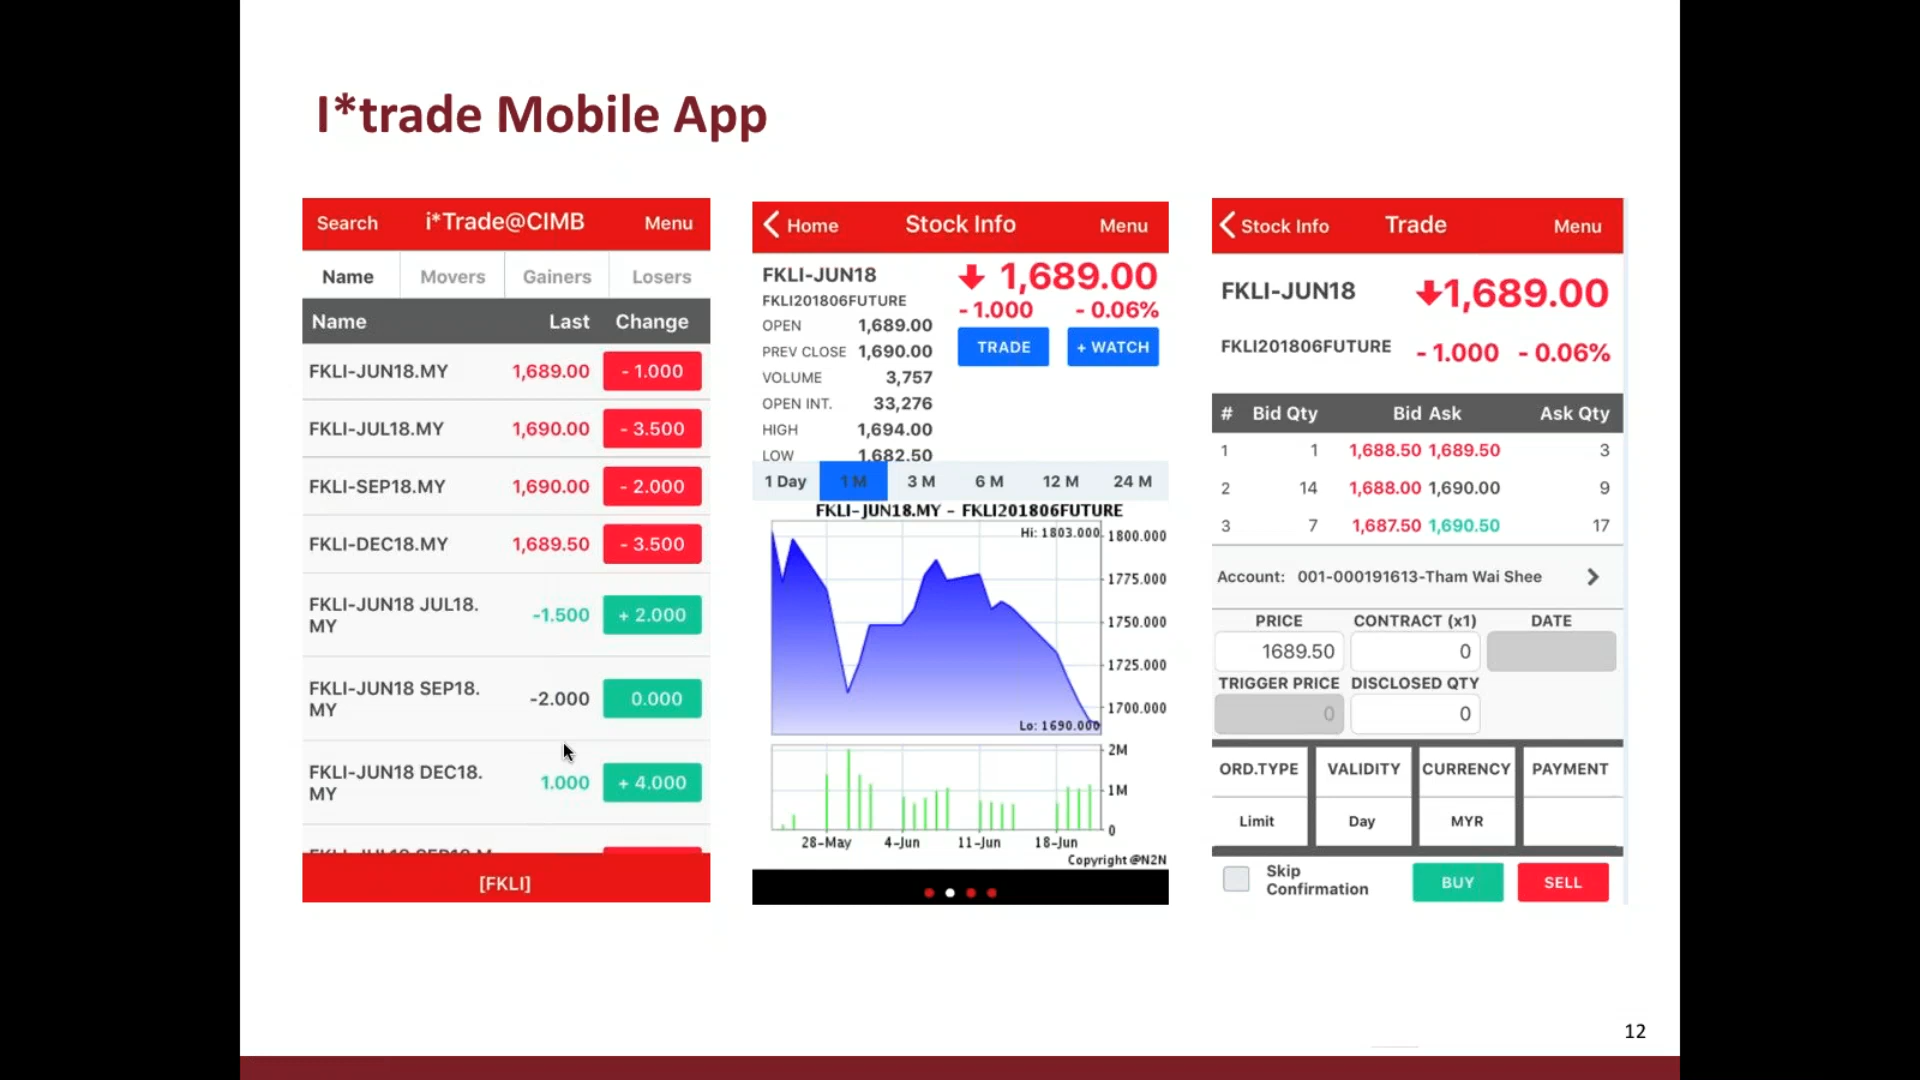 I*trade Mobile App
Search i*Trade@CIMB Menu
Name Movers Gainers Losers
Name Last Change
FKLI-JUN18.MY 1,689.00 - 1.000
FKLI-JUL18.MY 1,690.00 - 3.500
FKLI-SEP18.MY 1,690.00 - 2.000
FKLI-DEC18.MY 1,689.50 - 3.500
FKLI-JUN18 JUL18.
MY -1.500 + 2.000
FKLI-JUN18 SEP18.
MY -2.000 0.000
FKLI-JUN18 DEC18.
MY 1.000 + 4.000
[FKLI]
Home Stock Info Menu
FKLI-JUN18 1,689.00
FKLI201806FUTURE - 1.000 - 0.06%
OPEN 1,689.00
PREV CLOSE 1,690.00 TRADE + WATCH
VOLUME 3,757
OPEN INT. 33,276
HIGH 1,694.00
LOW 1,682.50
1 Day 1 M 3 M 6 M 12 M 24 M
FKLI-JUN18.MY - FKLI201806FUTURE
Hi: 1803.000 1800.000
1775.000
1750.000
1725.000
1700.000
Lo: 1690.000
2M
1M
0
28-May 4-Jun 11-Jun 18-Jun
Copyright @N2N
Stock Info Trade Menu
FKLI-JUN18 1,689.00
FKLI201806FUTURE - 1.000 - 0.06%
# Bid Qty Bid Ask Ask Qty
1 1 1,688.50 1,689.50 3
2 14 1,688.00 1,690.00 9
3 7 1,687.50 1,690.50 17
Account: 001-000191613-Tham Wai Shee
PRICE CONTRACT (x1) DATE
1689.50 0
TRIGGER PRICE DISCLOSED QTY
0 0
ORD.TYPE VALIDITY CURRENCY PAYMENT
Limit Day MYR
Skip
Confirmation BUY SELL
12